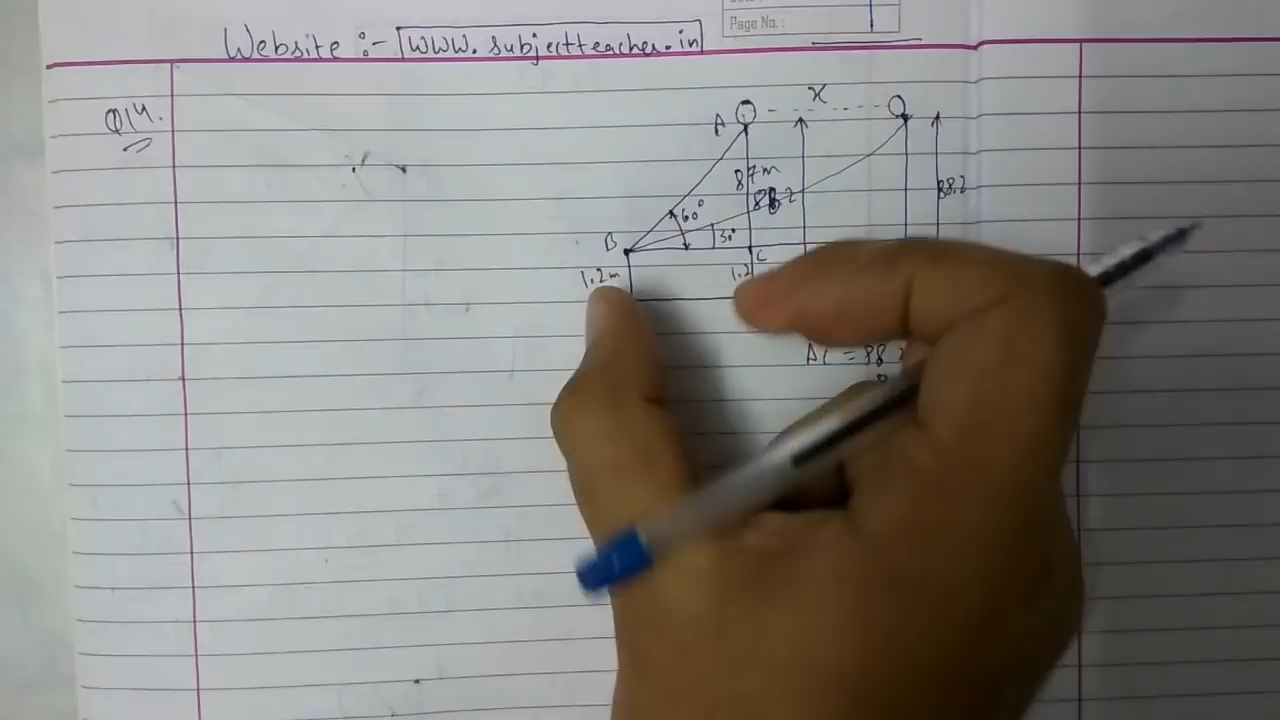 Page No. :
Website :- www.subjectteacher.in
Q14.
x
A
87m
88.2
88.2
60°
30°
B
C
1.2m
1.2
AC = 88